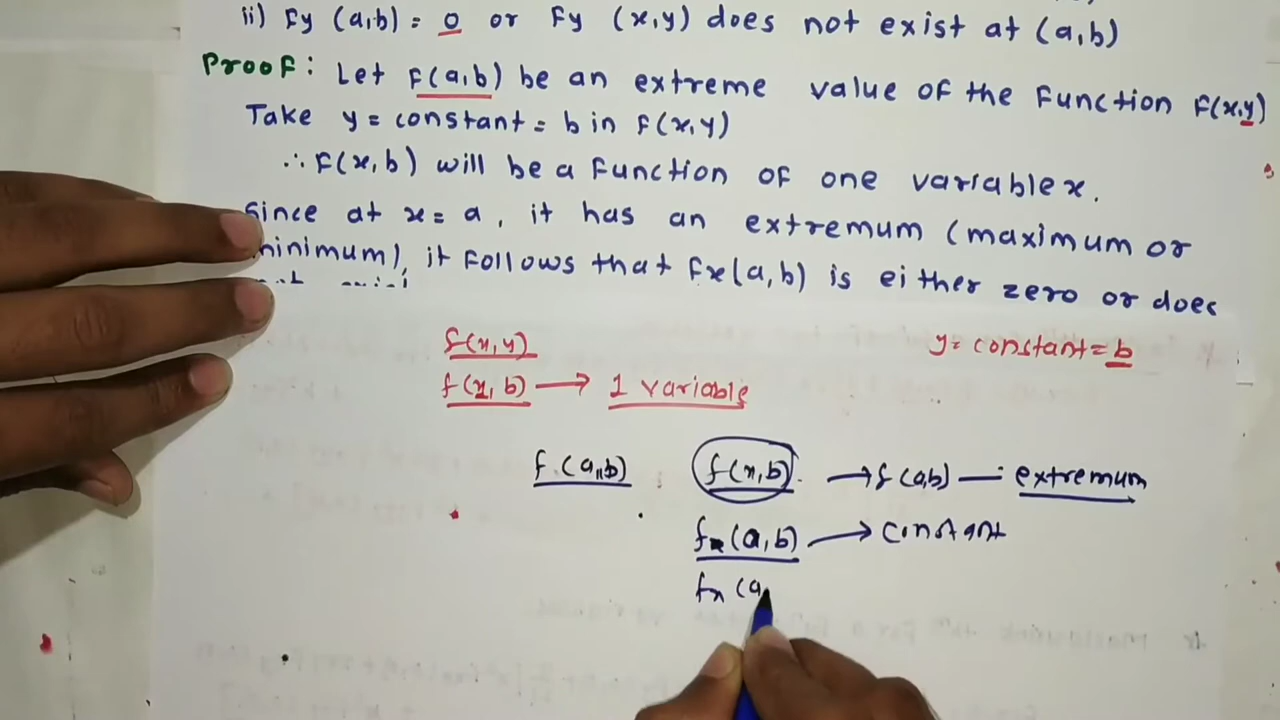 ii) fy (a,b) = 0 or fy (x,y) does not exist at (a,b)
Proof: Let f(a,b) be an extreme value of the function f(x,y)
Take y = constant = b in f(x,y)
∴ f(x,b) will be a function of one variable x.
Since at x = a, it has an extremum (maximum or
minimum), it follows that fx(a,b) is either zero or does
f(x,y) y = constant = b
f(x,b) → 1 variable
f(a,b) f(x,b) → f(a,b) — extremum
fx(a,b) → constant
fx (a